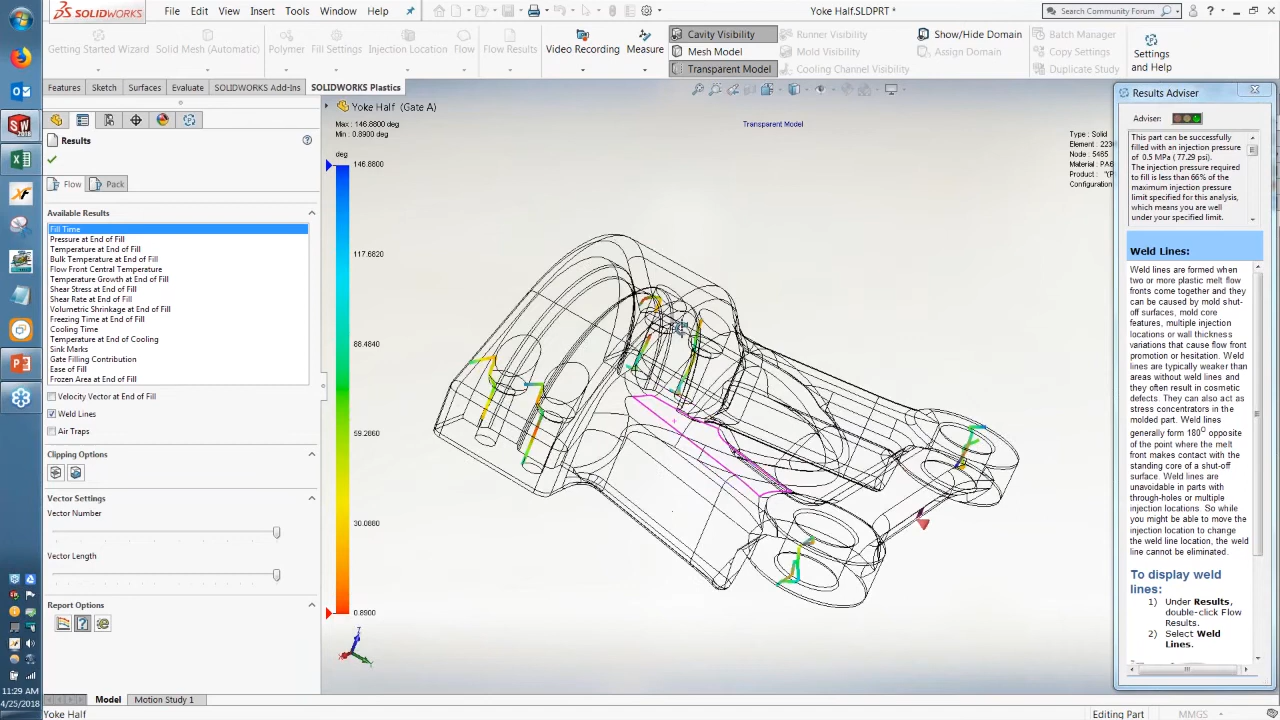 SOLIDWORKS
File Edit View Insert Tools Window Help
Yoke Half.SLDPRT *
Search Community Forum
Getting Started Wizard
Solid Mesh (Automatic)
Polymer
Fill Settings
Injection Location
Flow
Flow Results
Video Recording
Measure
Cavity Visibility
Mesh Model
Transparent Model
Runner Visibility
Mold Visibility
Cooling Channel Visibility
Show/Hide Domain
Assign Domain
Batch Manager
Copy Settings
Duplicate Study
Settings
and Help
Features Sketch Surfaces Evaluate SOLIDWORKS Add-Ins SOLIDWORKS Plastics
Results
Flow Pack
Available Results
Fill Time
Pressure at End of Fill
Temperature at End of Fill
Bulk Temperature at End of Fill
Flow Front Central Temperature
Temperature Growth at End of Fill
Shear Stress at End of Fill
Shear Rate at End of Fill
Volumetric Shrinkage at End of Fill
Freezing Time at End of Fill
Cooling Time
Temperature at End of Cooling
Sink Marks
Gate Filling Contribution
Ease of Fill
Frozen Area at End of Fill
Velocity Vector at End of Fill
Weld Lines
Air Traps
Clipping Options
Vector Settings
Vector Number
Vector Length
Report Options
Yoke Half (Gate A)
Max : 146.8800 deg
Min : 0.8900 deg
deg
146.8800
117.6820
88.4840
59.2860
30.0880
0.8900
Transparent Model
Type : Solid
Element : 223
Node : 5465
Material : PA6
Product : "(P
Configuration
Results Adviser
Adviser:
This part can be successfully
filled with an injection pressure
of 0.5 MPa ( 77.29 psi).
The injection pressure required
to fill is less than 66% of the
maximum injection pressure
limit specified for this analysis,
which means you are well
under your specified limit.
Weld Lines:
Weld lines are formed when
two or more plastic melt flow
fronts come together and they
can be caused by mold shut-
off surfaces, mold core
features, multiple injection
locations or wall thickness
variations that cause flow front
promotion or hesitation. Weld
lines are typically weaker than
areas without weld lines and
they often result in cosmetic
defects. They can also act as
stress concentrators in the
molded part. Weld lines
generally form 180° opposite
of the point where the melt
front makes contact with the
standing core of a shut-off
surface. Weld lines are
unavoidable in parts with
through-holes or multiple
injection locations. So while
you might be able to move the
injection location to change
the weld line location, the weld
line cannot be eliminated.
To display weld
lines:
1) Under Results,
double-click Flow
Results.
2) Select Weld
Lines.
11:29 AM
4/25/2018
Model Motion Study 1
Yoke Half
Editing Part
MMGS